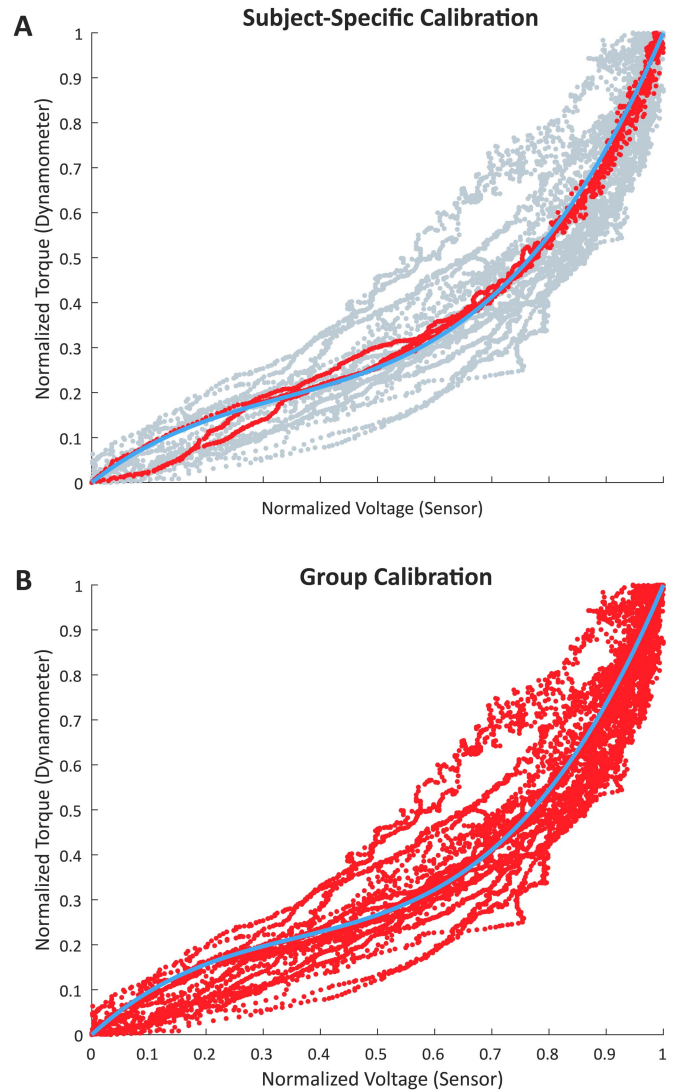 A
Subject-Specific Calibration
1
0.9
0.8
0.7
0.6
0.5
0.4
0.3
0.2
0.1
0
Normalized Torque (Dynamometer)
Normalized Voltage (Sensor)
B
Group Calibration
1
0.9
0.8
0.7
0.6
0.5
0.4
0.3
0.2
0.1
0
Normalized Torque (Dynamometer)
0 0.1 0.2 0.3 0.4 0.5 0.6 0.7 0.8 0.9 1
Normalized Voltage (Sensor)